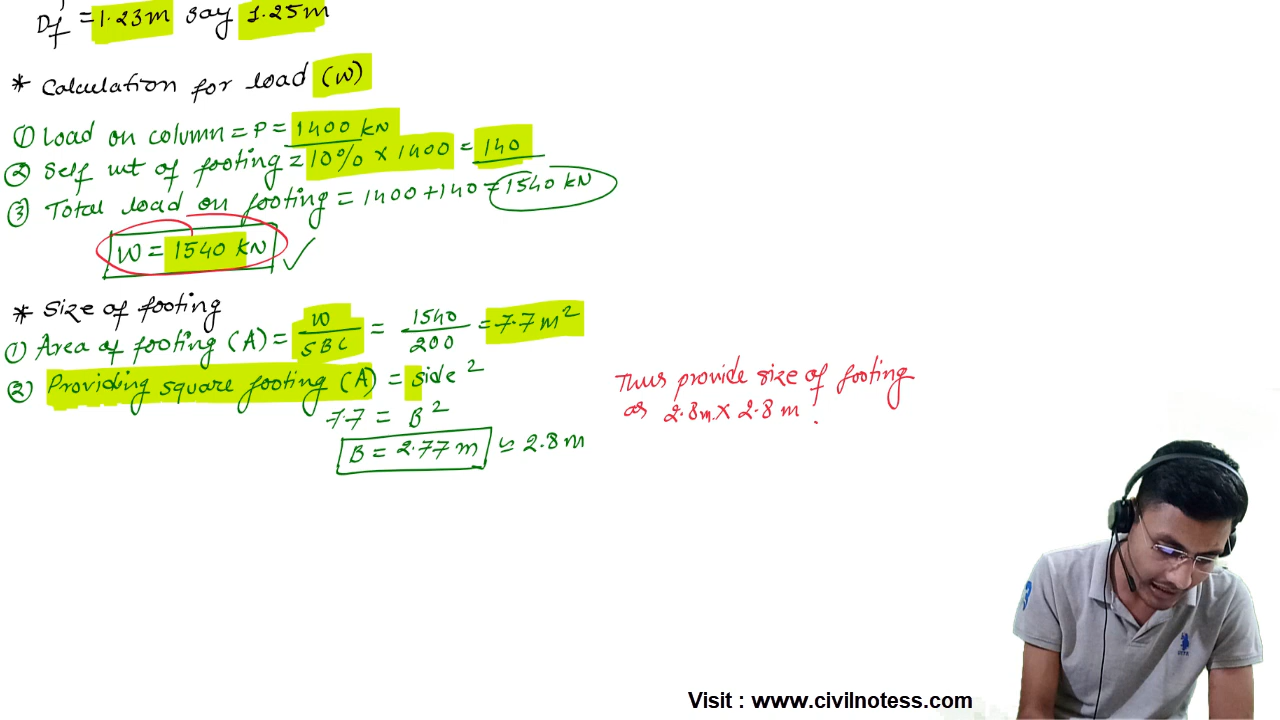 Df = 1.23m say 1.25m
* Calculation for load (W)
① Load on column = P = 1400 kN
② Self wt of footing = 10% × 1400 = 140
③ Total load on footing = 1400 + 140 = 1540 kN
W = 1540 kN ✓
* Size of footing
① Area of footing (A) = W/SBC = 1540/200 = 7.7 m²
② Providing square footing (A) = side²
7.7 = B²
B = 2.77 m ≃ 2.8 m
Thus provide size of footing
as 2.8m × 2.8 m.
Visit : www.civilnotess.com